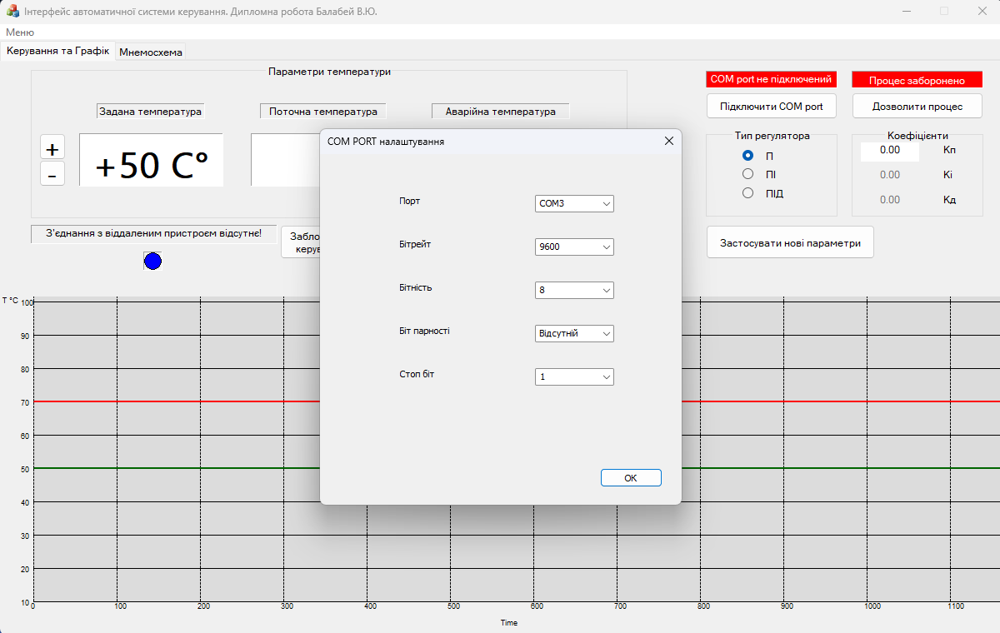 Інтерфейс автоматичної системи керування. Дипломна робота Балабей В.Ю.
Меню
Керування та Графік
Мнемосхема
Параметри температури
Задана температура
Поточна температура
Аварійна температура
+
-
+50 C°
COM port не підключений
Процес заборонено
Підключити COM port
Дозволити процес
Тип регулятора
П
ПІ
ПІД
Коефіцієнти
0.00 Кп
0.00 Кі
0.00 Кд
З'єднання з віддаленим пристроєм відсутнє!
Застосувати нові параметри
COM PORT налаштування
Порт COM3
Бітрейт 9600
Бітність 8
Біт парності Відсутній
Стоп біт 1
OK
T °C
100
90
80
70
60
50
40
30
20
10
0 100 200 300 400 500 600 700 800 900 1000 1100
Time